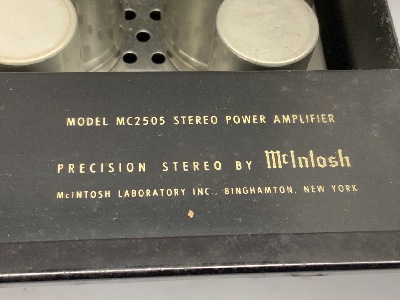 MODEL MC2505 STEREO POWER AMPLIFIER
PRECISION STEREO BY McIntosh
McINTOSH LABORATORY INC., BINGHAMTON, NEW YORK